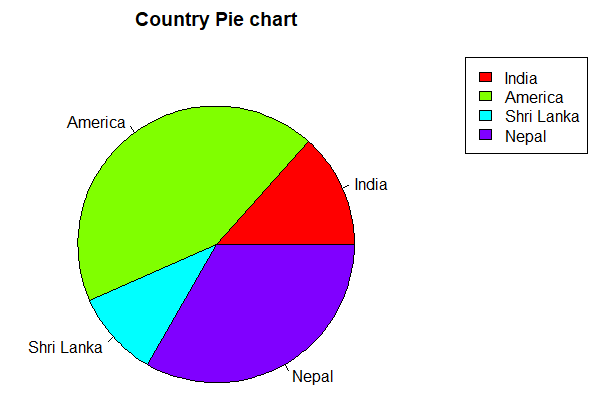 Country Pie chart
India
America
Shri Lanka
Nepal
America
India
Shri Lanka
Nepal